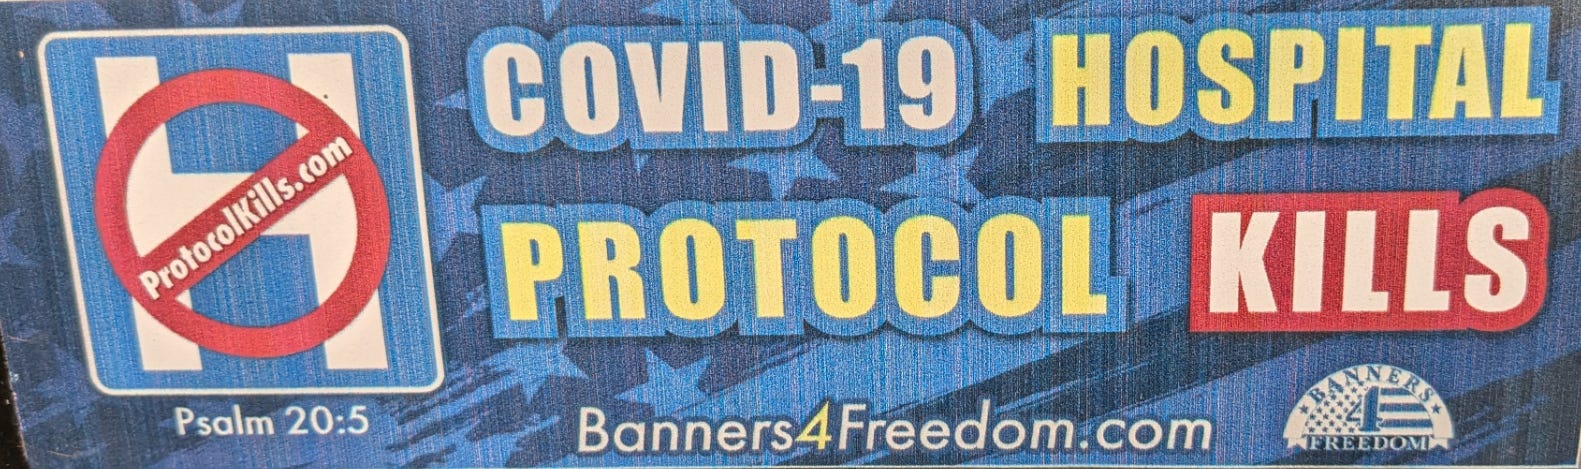 COVID-19 HOSPITAL
PROTOCOL KILLS
H
ProtocolKills.com
Psalm 20:5
Banners4Freedom.com
BANNERS
4
FREEDOM